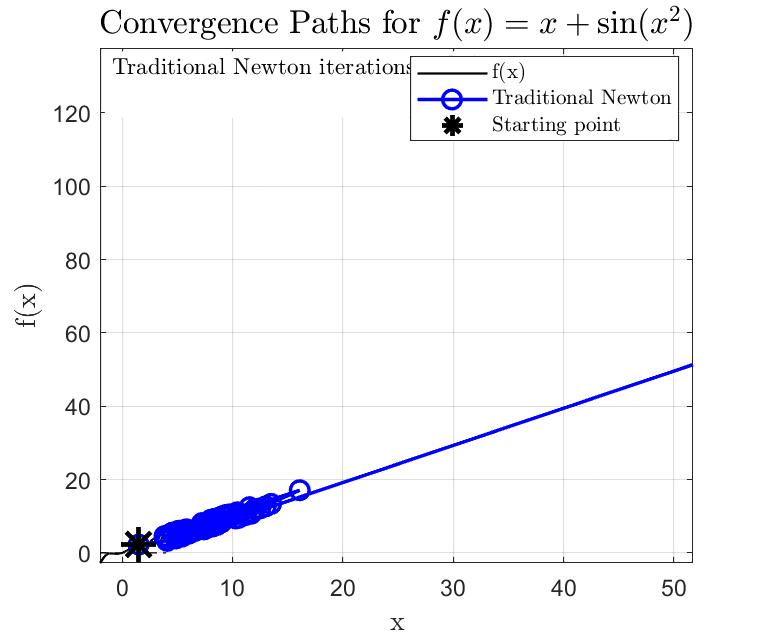 Convergence Paths for f(x) = x + sin(x²)
Traditional Newton iterations
f(x)
Traditional Newton
Starting point
120
100
80
60
40
20
0
f(x)
0 10 20 30 40 50
x